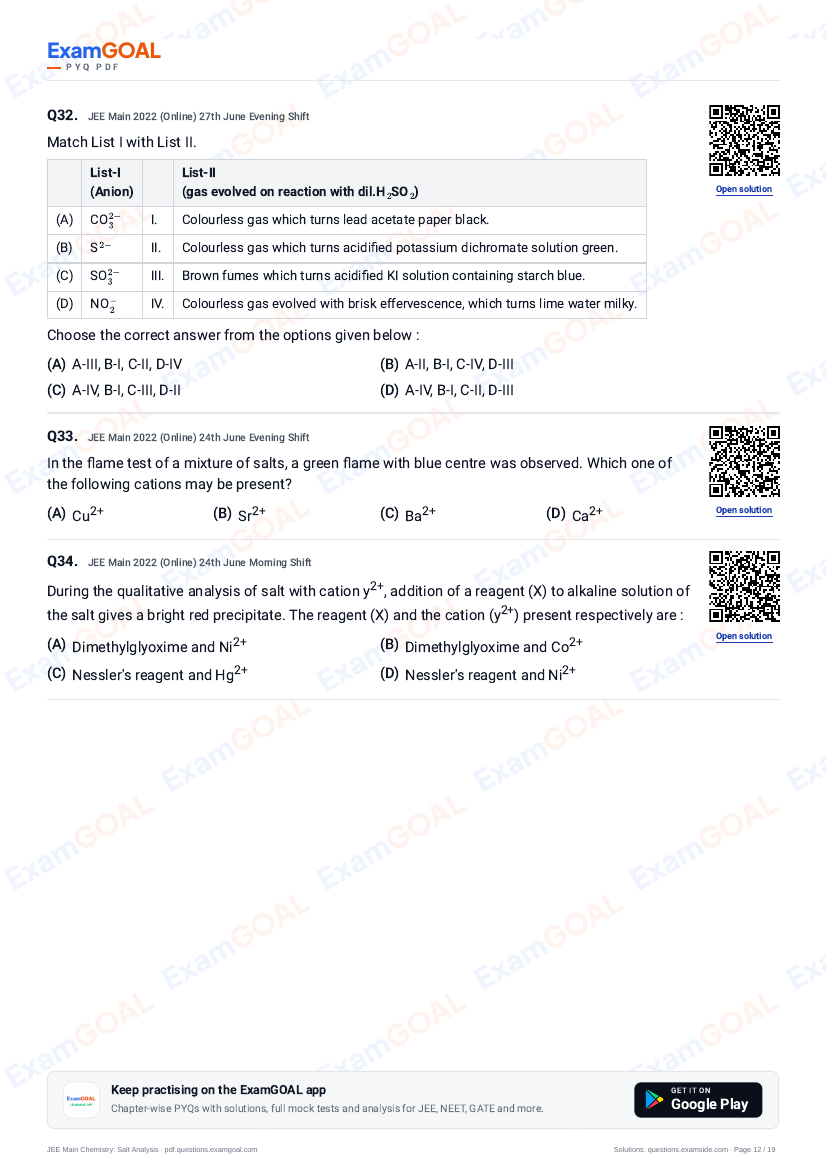 ExamGOAL
PYQ PDF
Q32. JEE Main 2022 (Online) 27th June Evening Shift
Match List I with List II.
List-I (Anion) List-II (gas evolved on reaction with dil.H₂SO₂)
(A) CO₃²⁻ I. Colourless gas which turns lead acetate paper black.
(B) S²⁻ II. Colourless gas which turns acidified potassium dichromate solution green.
(C) SO₃²⁻ III. Brown fumes which turns acidified KI solution containing starch blue.
(D) NO₂⁻ IV. Colourless gas evolved with brisk effervescence, which turns lime water milky.
Choose the correct answer from the options given below :
(A) A-III, B-I, C-II, D-IV (B) A-II, B-I, C-IV, D-III
(C) A-IV, B-I, C-III, D-II (D) A-IV, B-I, C-II, D-III
Open solution
Q33. JEE Main 2022 (Online) 24th June Evening Shift
In the flame test of a mixture of salts, a green flame with blue centre was observed. Which one of
the following cations may be present?
(A) Cu²⁺ (B) Sr²⁺ (C) Ba²⁺ (D) Ca²⁺
Open solution
Q34. JEE Main 2022 (Online) 24th June Morning Shift
During the qualitative analysis of salt with cation y²⁺, addition of a reagent (X) to alkaline solution of
the salt gives a bright red precipitate. The reagent (X) and the cation (y²⁺) present respectively are :
(A) Dimethylglyoxime and Ni²⁺ (B) Dimethylglyoxime and Co²⁺
(C) Nessler's reagent and Hg²⁺ (D) Nessler's reagent and Ni²⁺
Open solution
Keep practising on the ExamGOAL app
Chapter-wise PYQs with solutions, full mock tests and analysis for JEE, NEET, GATE and more.
GET IT ON
Google Play
JEE Main Chemistry: Salt Analysis · pdf.questions.examgoal.com Solutions: questions.examside.com · Page 12 / 19